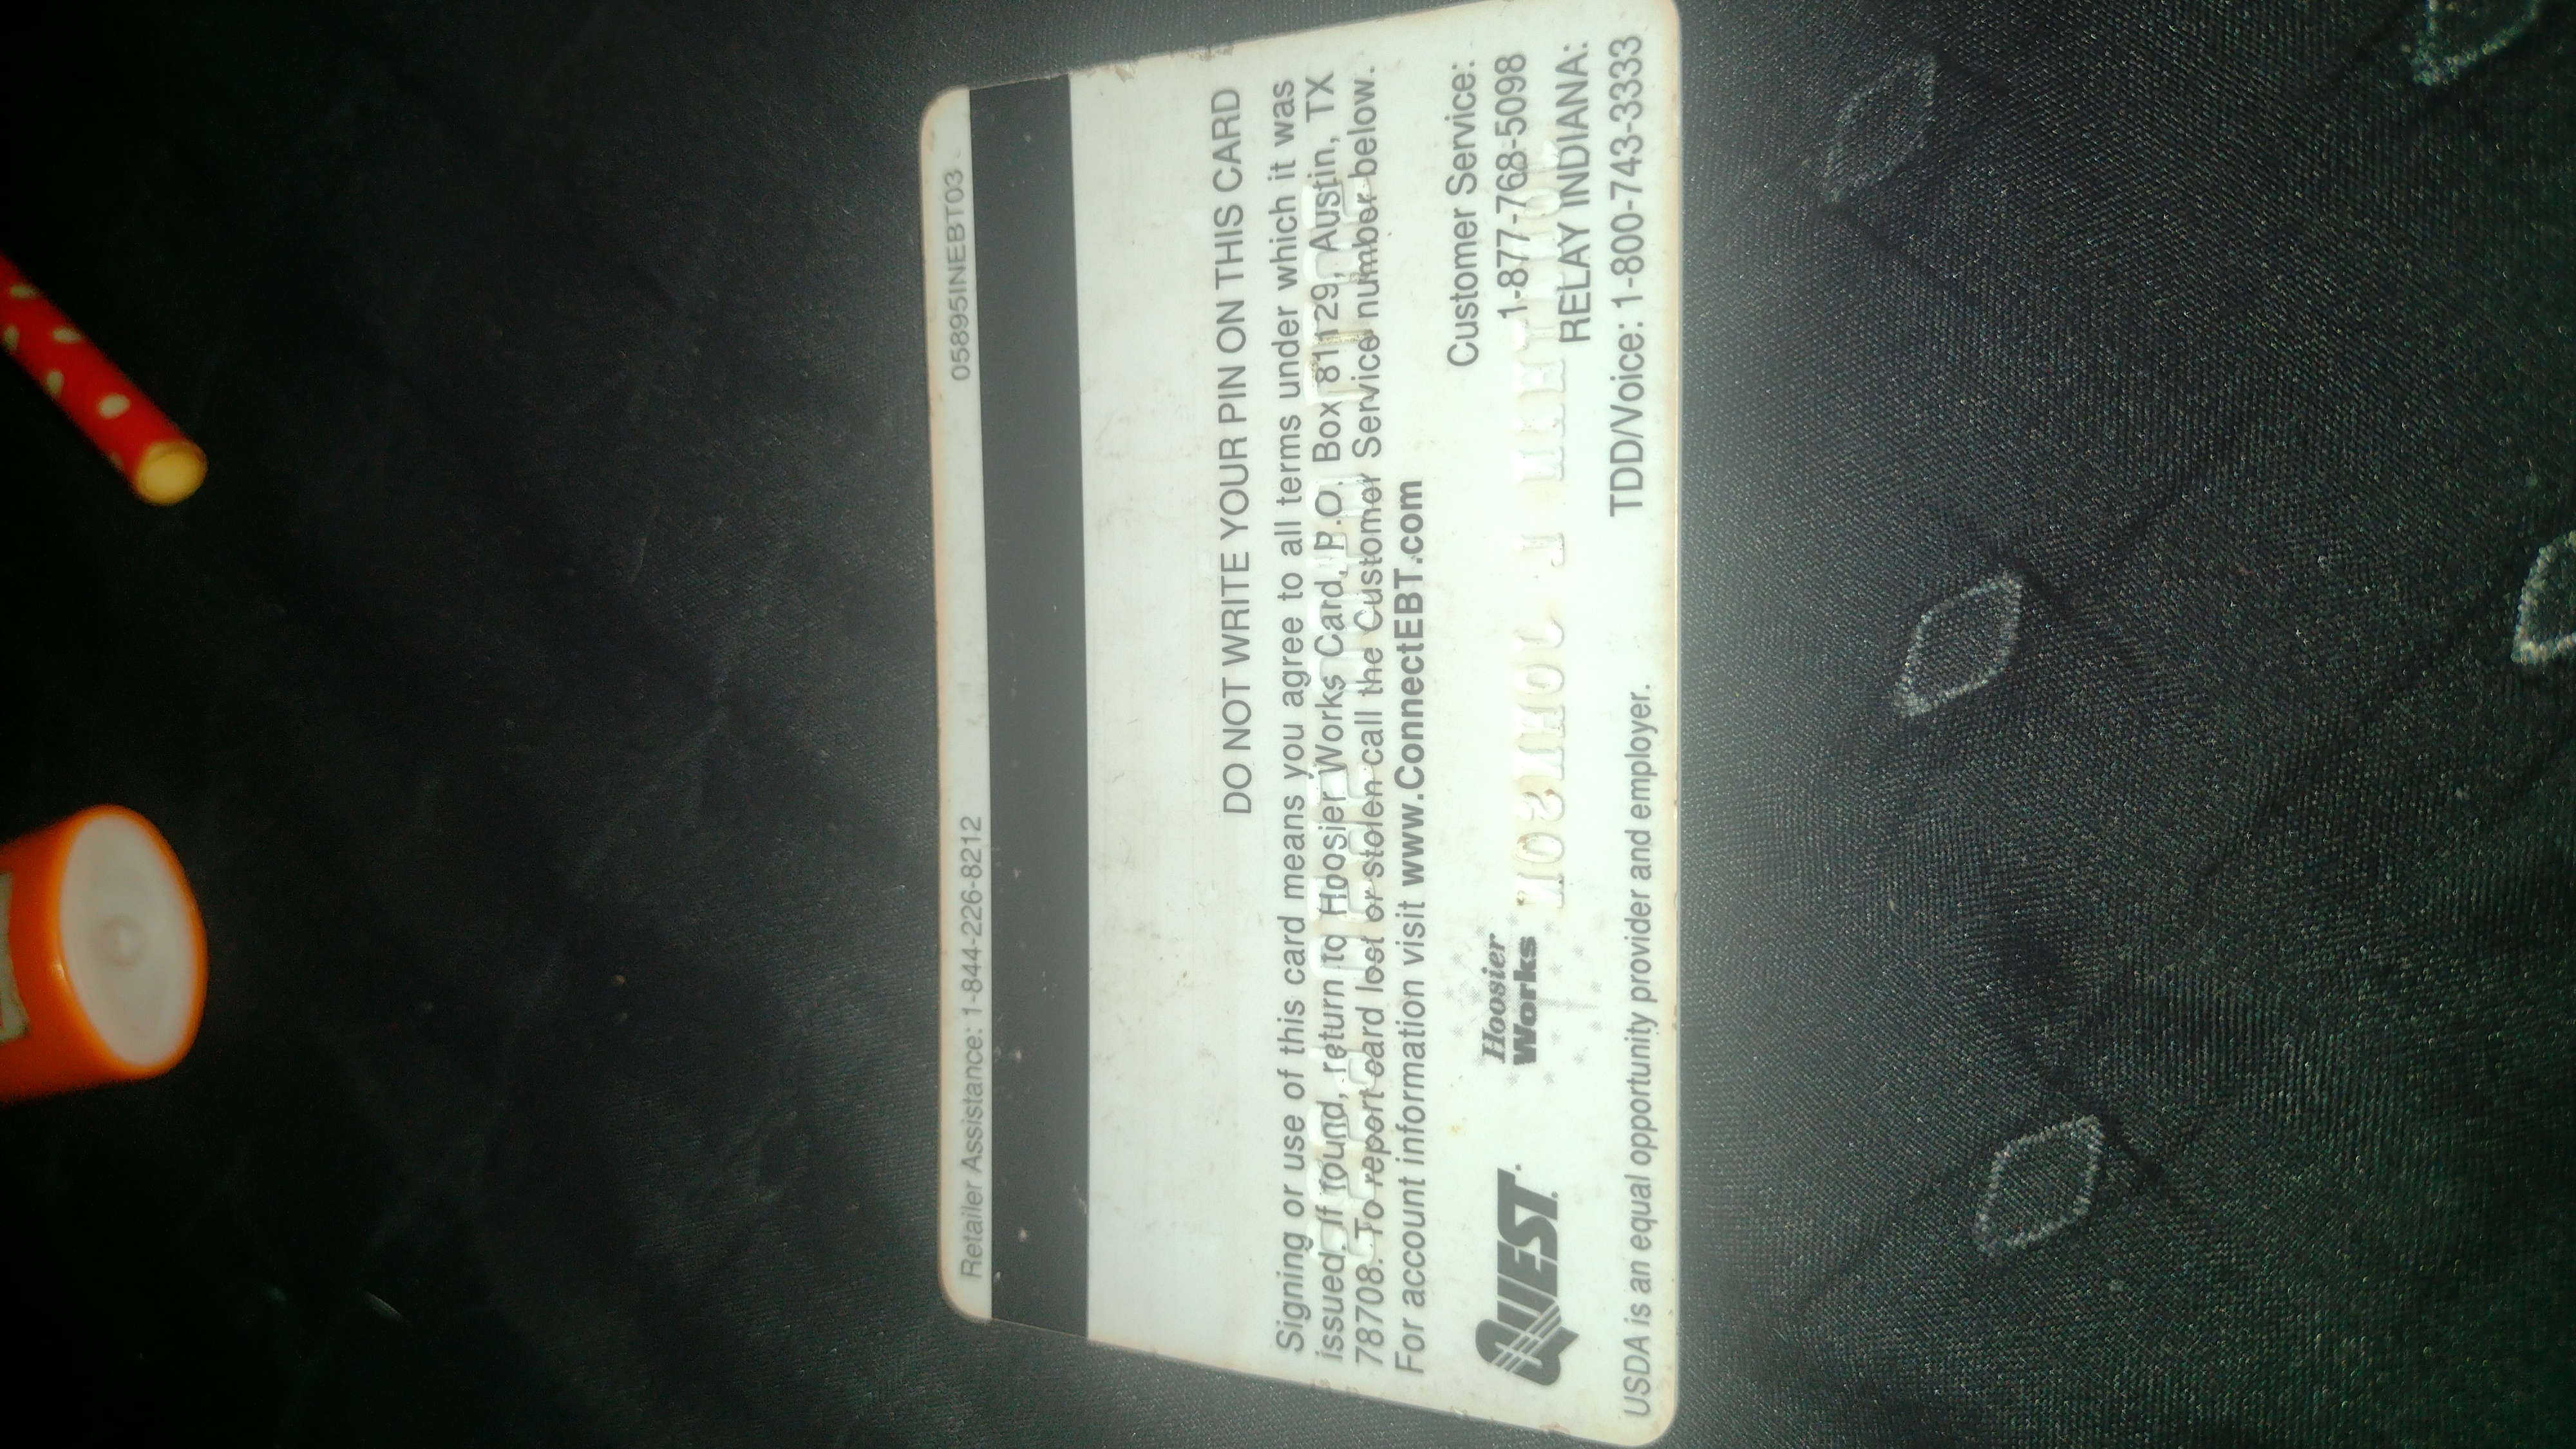 Retailer Assistance: 1-844-226-8212
05895INEBT03
DO NOT WRITE YOUR PIN ON THIS CARD
Signing or use of this card means you agree to all terms under which it was
issued. If found, return to Hoosier Works Card, P.O. Box 81129, Austin, TX
78708. To report card lost or stolen call the Customer Service number below.
For account information visit www.ConnectEBT.com
QUEST
Hoosier
Works
Customer Service:
1-877-768-5098
RELAY INDIANA:
TDD/Voice: 1-800-743-3333
USDA is an equal opportunity provider and employer.